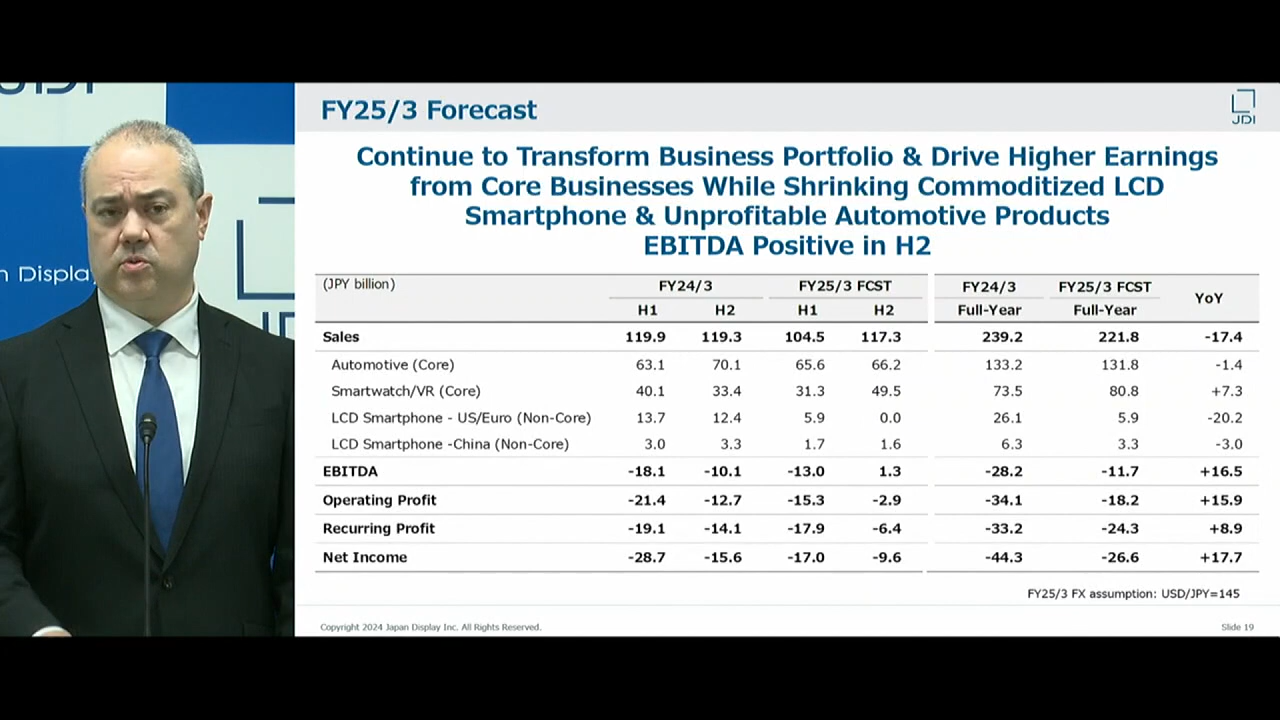 JDI
n Display
FY25/3 Forecast
JDI
Continue to Transform Business Portfolio & Drive Higher Earnings
from Core Businesses While Shrinking Commoditized LCD
Smartphone & Unprofitable Automotive Products
EBITDA Positive in H2
(JPY billion) FY24/3 FY25/3 FCST FY24/3 FY25/3 FCST YoY
H1 H2 H1 H2 Full-Year Full-Year
Sales 119.9 119.3 104.5 117.3 239.2 221.8 -17.4
Automotive (Core) 63.1 70.1 65.6 66.2 133.2 131.8 -1.4
Smartwatch/VR (Core) 40.1 33.4 31.3 49.5 73.5 80.8 +7.3
LCD Smartphone - US/Euro (Non-Core) 13.7 12.4 5.9 0.0 26.1 5.9 -20.2
LCD Smartphone -China (Non-Core) 3.0 3.3 1.7 1.6 6.3 3.3 -3.0
EBITDA -18.1 -10.1 -13.0 1.3 -28.2 -11.7 +16.5
Operating Profit -21.4 -12.7 -15.3 -2.9 -34.1 -18.2 +15.9
Recurring Profit -19.1 -14.1 -17.9 -6.4 -33.2 -24.3 +8.9
Net Income -28.7 -15.6 -17.0 -9.6 -44.3 -26.6 +17.7
FY25/3 FX assumption: USD/JPY=145
Copyright 2024 Japan Display Inc. All Rights Reserved.
Slide 19